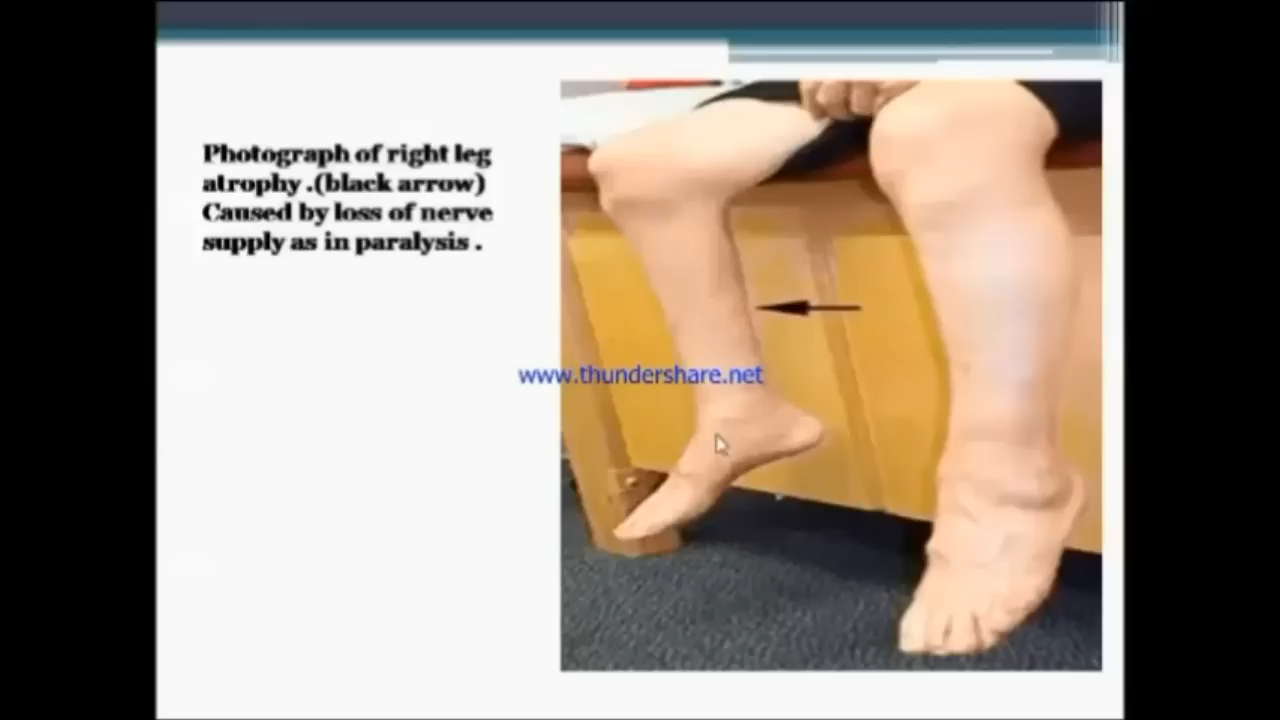 Photograph of right leg
atrophy .(black arrow)
Caused by loss of nerve
supply as in paralysis .
www.thundershare.net